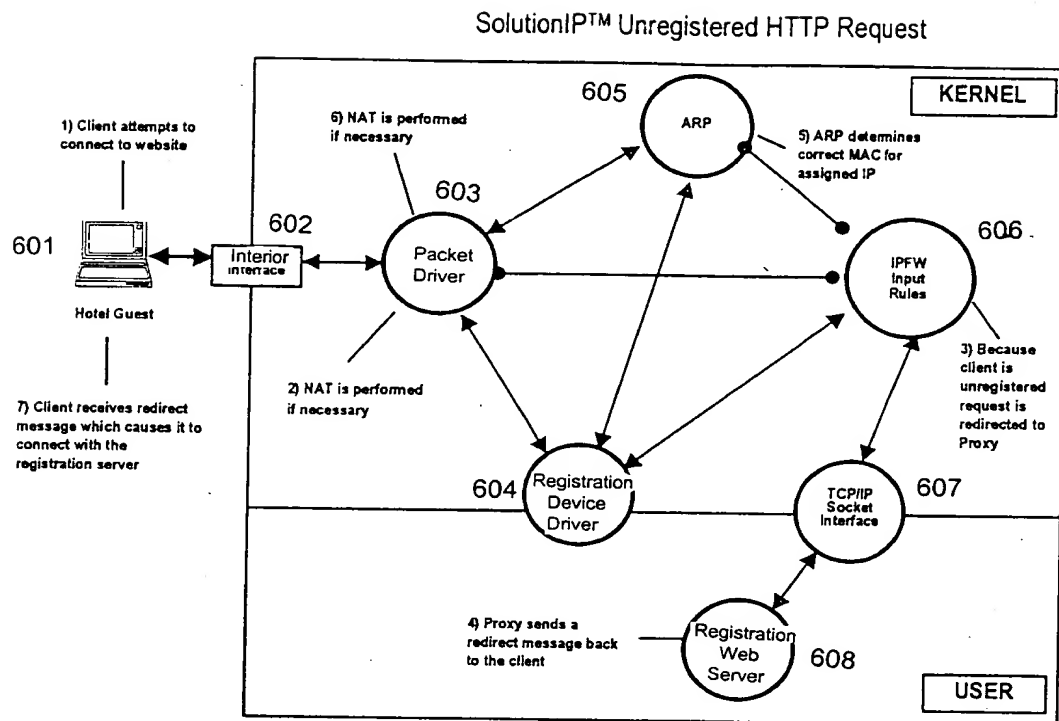 SolutionIP™ Unregistered HTTP Request
KERNEL
605
ARP
1) Client attempts to
connect to website
6) NAT is performed
if necessary
5) ARP determines
correct MAC for
assigned IP
603
602
601
606
Interior
interface
Packet
Driver
IPFW
Input
Rules
Hotel Guest
2) NAT is performed
if necessary
3) Because
client is
unregistered
request is
redirected to
Proxy
7) Client receives redirect
message which causes it to
connect with the
registration server
604
Registration
Device
Driver
TCP/IP
Socket
Interface
607
4) Proxy sends a
redirect message back
to the client
Registration
Web
Server
608
USER